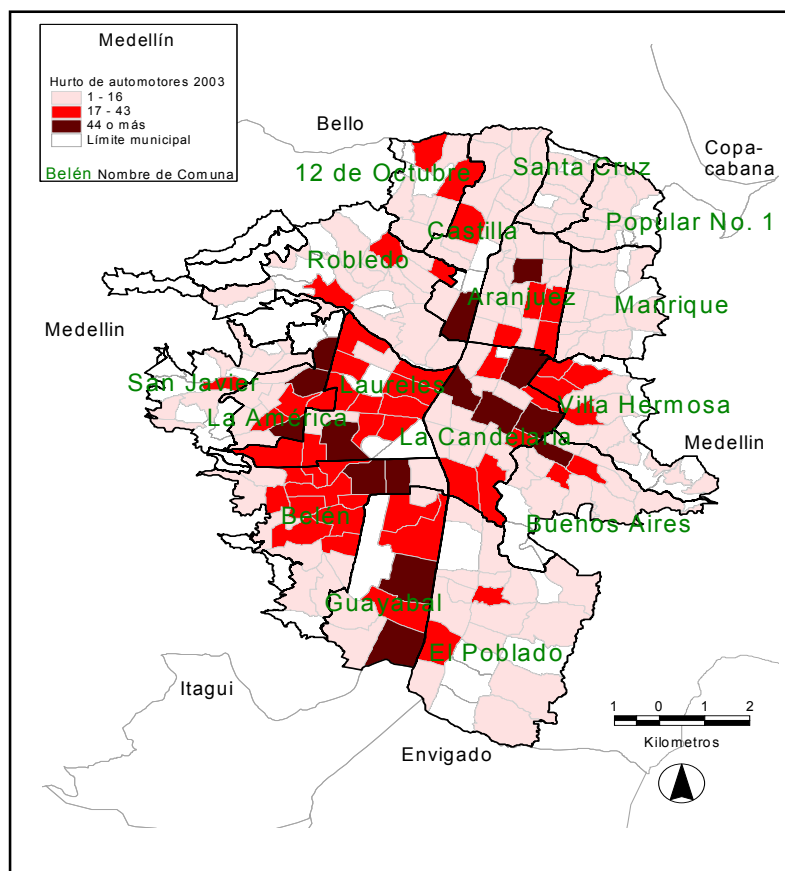 Medellín
Hurto de automotores 2003
1 - 16
17 - 43
44 o más
Límite municipal
Belén Nombre de Comuna
Bello
Copa-
cabana
12 de Octubre
Santa Cruz
Popular No. 1
Castilla
Robledo
Aranjuez
Manrique
Medellin
San Javier
Laureles
La América
Villa Hermosa
La Candelaria
Medellin
Belén
Buenos Aires
Guayabal
El Poblado
Itagui
Envigado
1 0 1 2
Kilometros